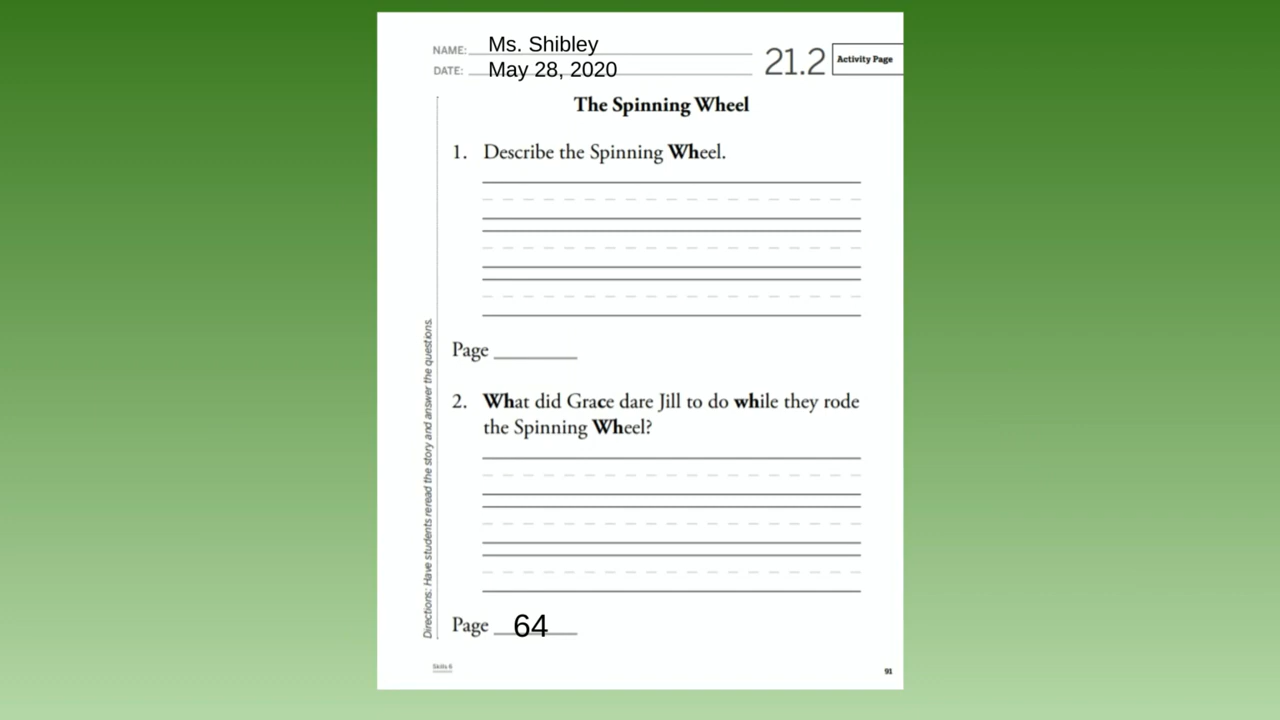 NAME: Ms. Shibley
DATE: May 28, 2020
21.2
Activity Page
The Spinning Wheel
1. Describe the Spinning Wheel.
Page
2. What did Grace dare Jill to do while they rode
the Spinning Wheel?
Page 64
Directions: Have students reread the story and answer the questions.
Skills 6
91